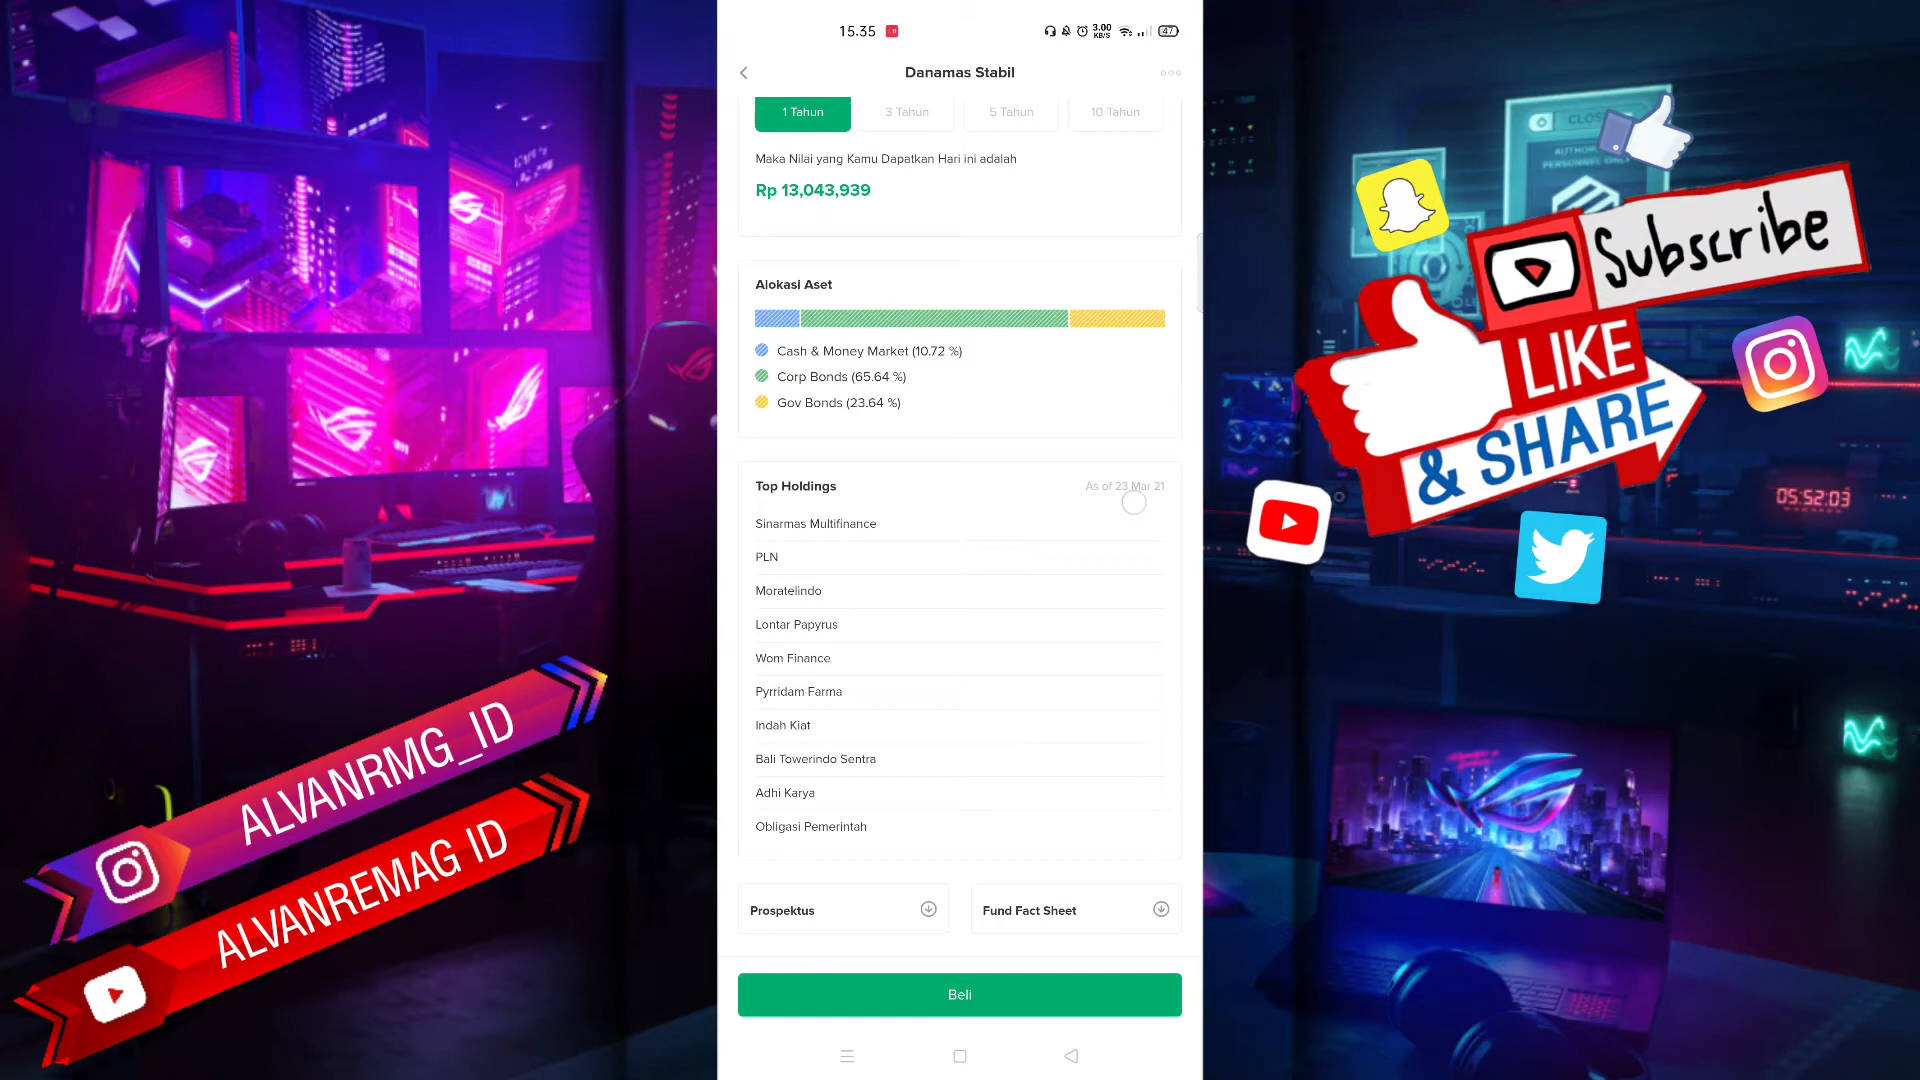 15.35
3.00
KB/S
47
Danamas Stabil
1 Tahun
3 Tahun
5 Tahun
10 Tahun
Maka Nilai yang Kamu Dapatkan Hari ini adalah
Rp 13,043,939
Alokasi Aset
Cash & Money Market (10.72 %)
Corp Bonds (65.64 %)
Gov Bonds (23.64 %)
Top Holdings
As of 23 Mar 21
Sinarmas Multifinance
PLN
Moratelindo
Lontar Papyrus
Wom Finance
Pyrridam Farma
Indah Kiat
Bali Towerindo Sentra
Adhi Karya
Obligasi Pemerintah
Prospektus
Fund Fact Sheet
Beli
ALVANRMG_ID
ALVANREMAG ID
Subscribe
LIKE
& SHARE
05:52:03